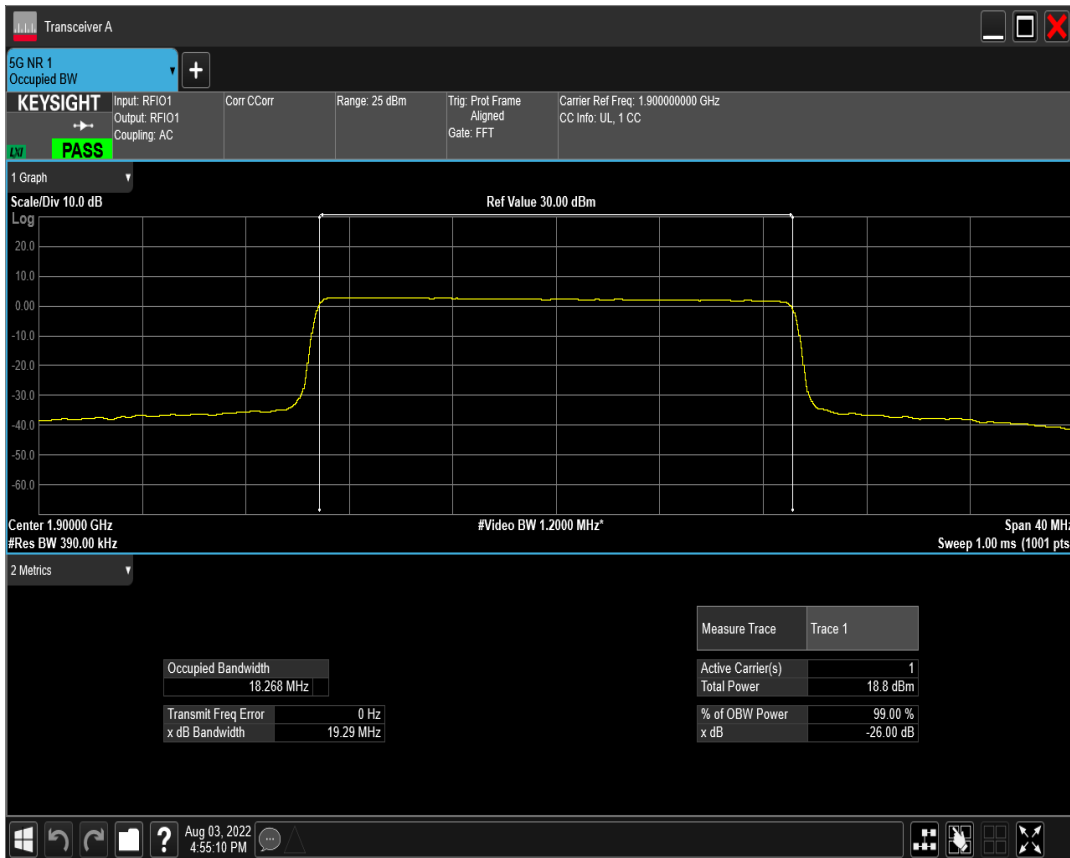 Transceiver A
5G NR 1
Occupied BW
+
KEYSIGHT
LXI
PASS
Input: RFIO1
Output: RFIO1
Coupling: AC
Corr CCorr
Range: 25 dBm
Trig: Prot Frame
Aligned
Gate: FFT
Carrier Ref Freq: 1.900000000 GHz
CC Info: UL, 1 CC
1 Graph
Scale/Div 10.0 dB
Ref Value 30.00 dBm
Log
20.0
10.0
0.00
-10.0
-20.0
-30.0
-40.0
-50.0
-60.0
Center 1.90000 GHz
#Video BW 1.2000 MHz*
Span 40 MHz
#Res BW 390.00 kHz
Sweep 1.00 ms (1001 pts
2 Metrics
Measure Trace Trace 1
Occupied Bandwidth
18.268 MHz
Active Carrier(s) 1
Total Power 18.8 dBm
Transmit Freq Error 0 Hz
x dB Bandwidth 19.29 MHz
% of OBW Power 99.00 %
x dB -26.00 dB
?
Aug 03, 2022
4:55:10 PM